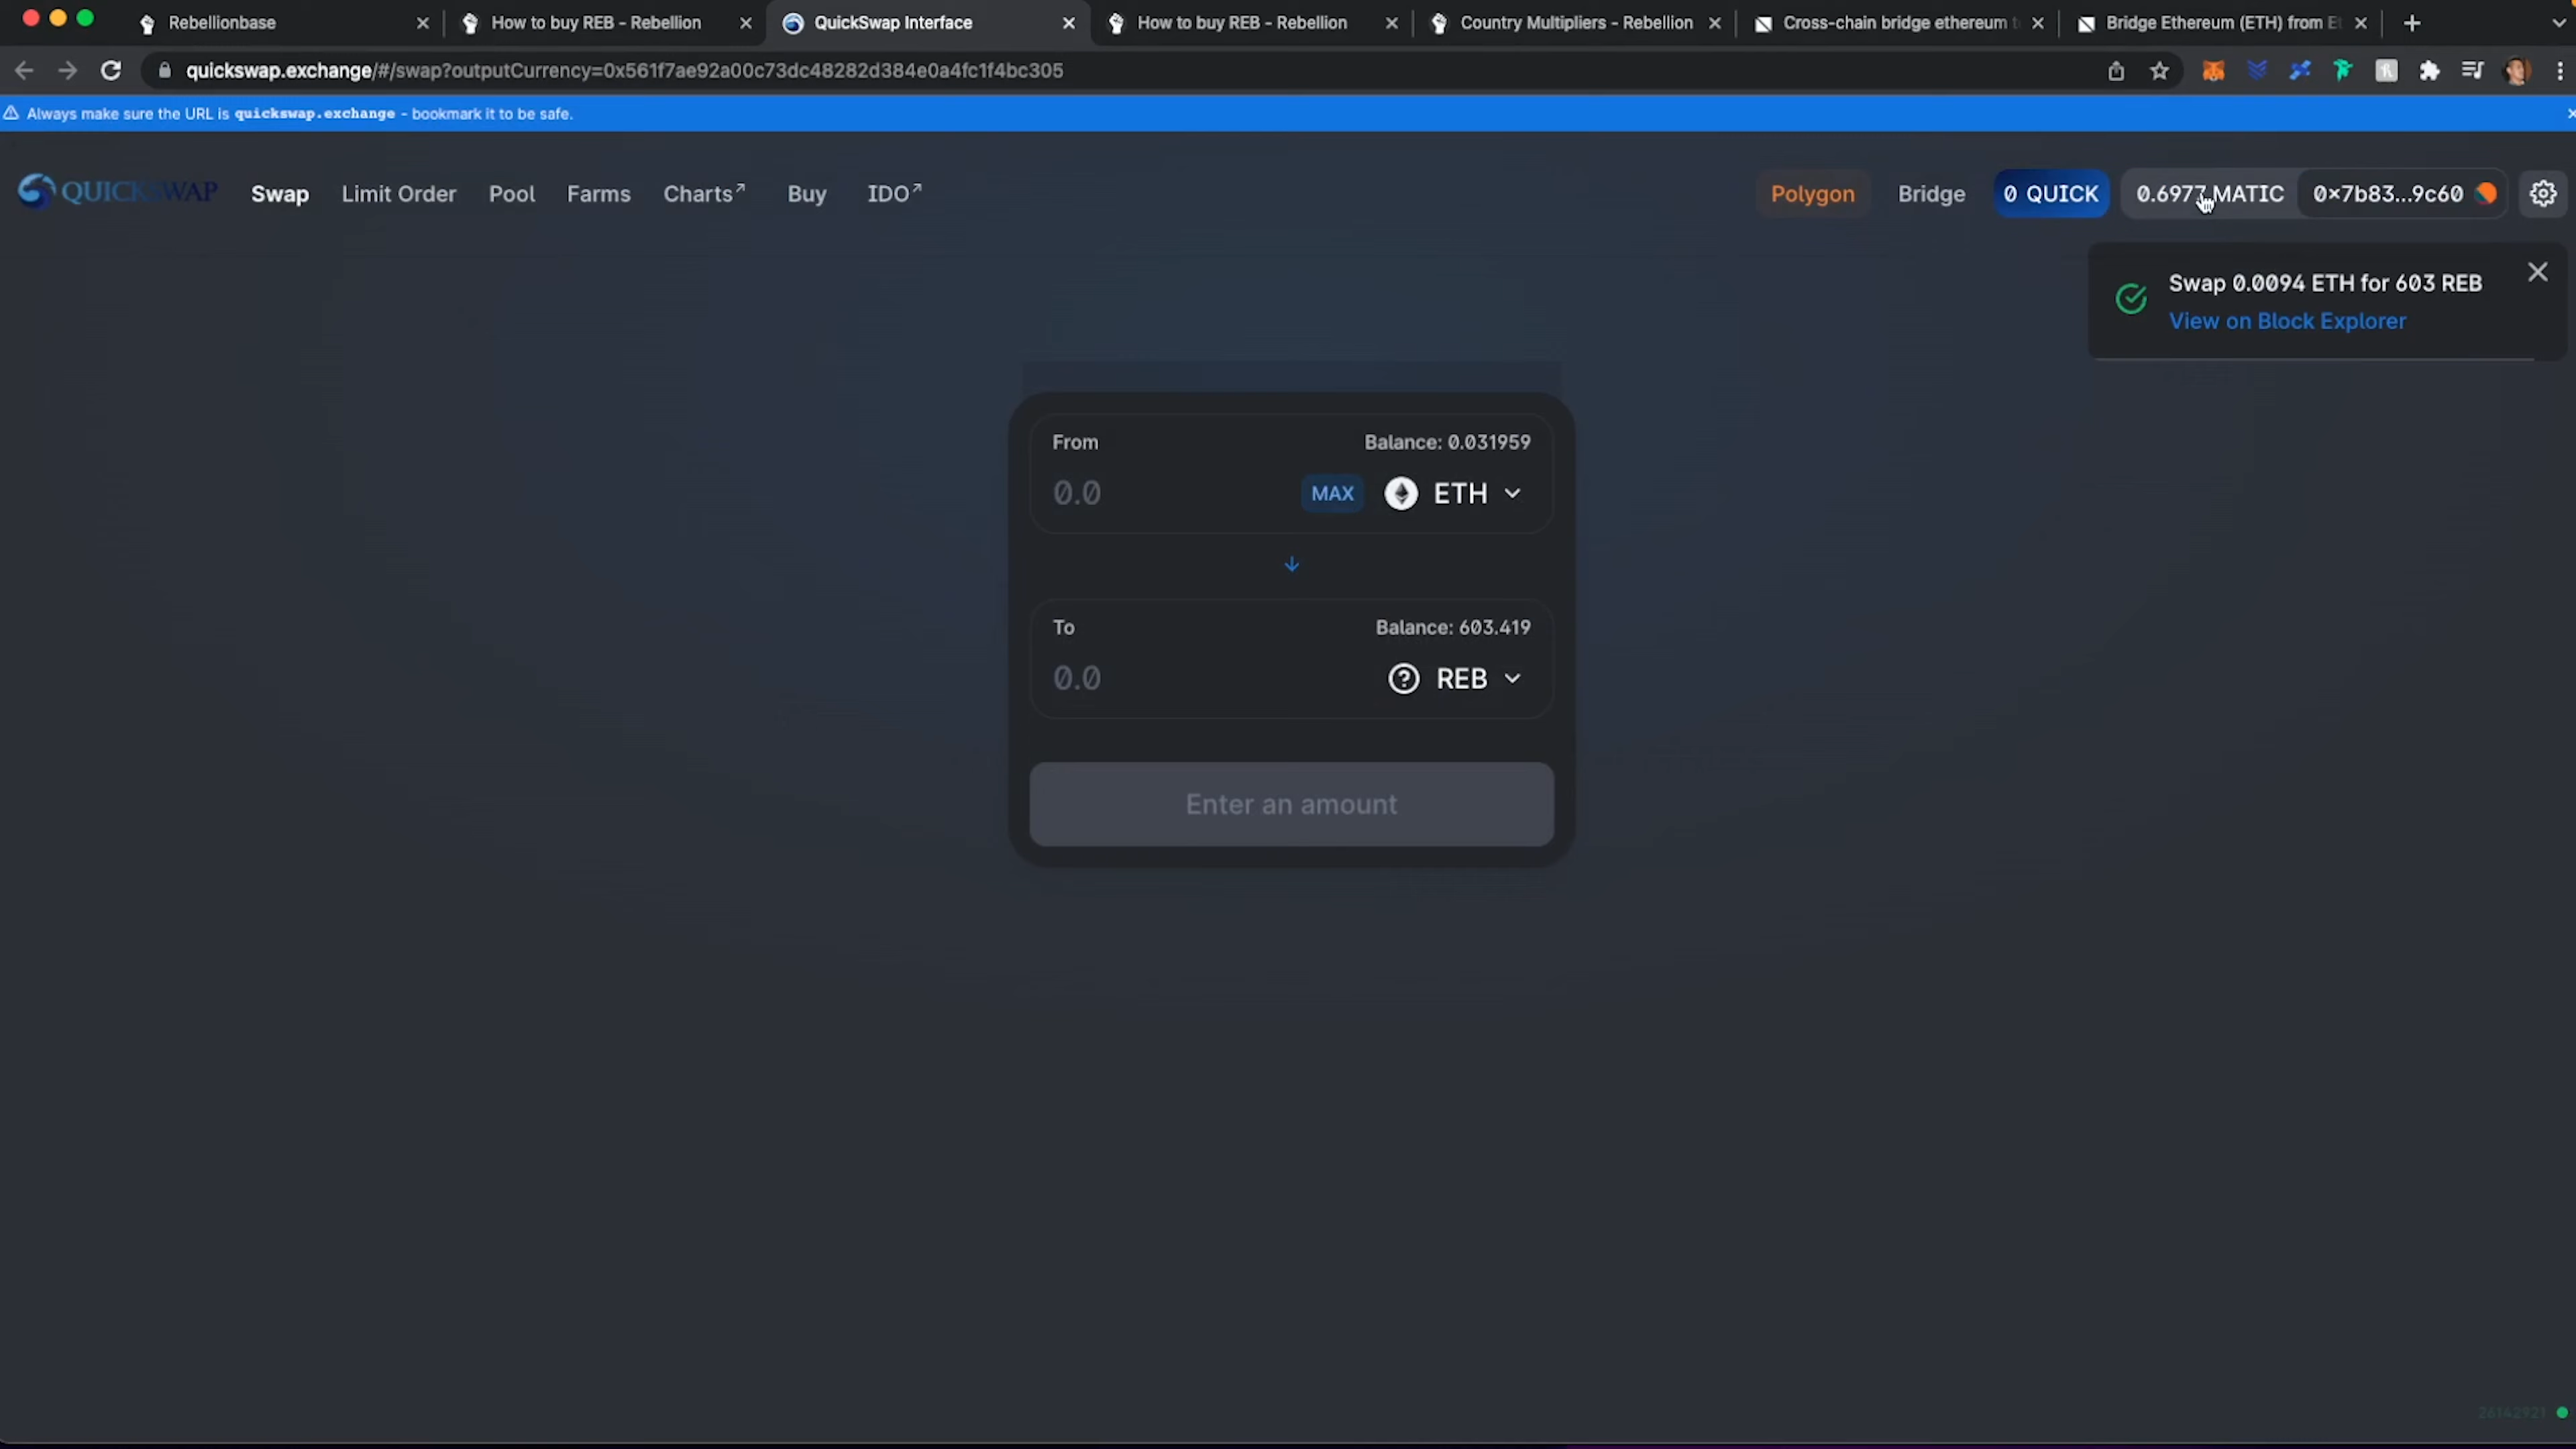 Rebellionbase
How to buy REB - Rebellion
QuickSwap Interface
How to buy REB - Rebellion
Country Multipliers - Rebellion
Cross-chain bridge ethereum t
Bridge Ethereum (ETH) from Et
quickswap.exchange/#/swap?outputCurrency=0x561f7ae92a00c73dc48282d384e0a4fc1f4bc305
Always make sure the URL is quickswap.exchange - bookmark it to be safe.
QUICKSWAP
Swap
Limit Order
Pool
Farms
Charts↗
Buy
IDO↗
Polygon
Bridge
0 QUICK
0.6977 MATIC
0x7b83...9c60
Swap 0.0094 ETH for 603 REB
View on Block Explorer
From
Balance: 0.031959
0.0
MAX
ETH
To
Balance: 603.419
0.0
REB
Enter an amount
26142921